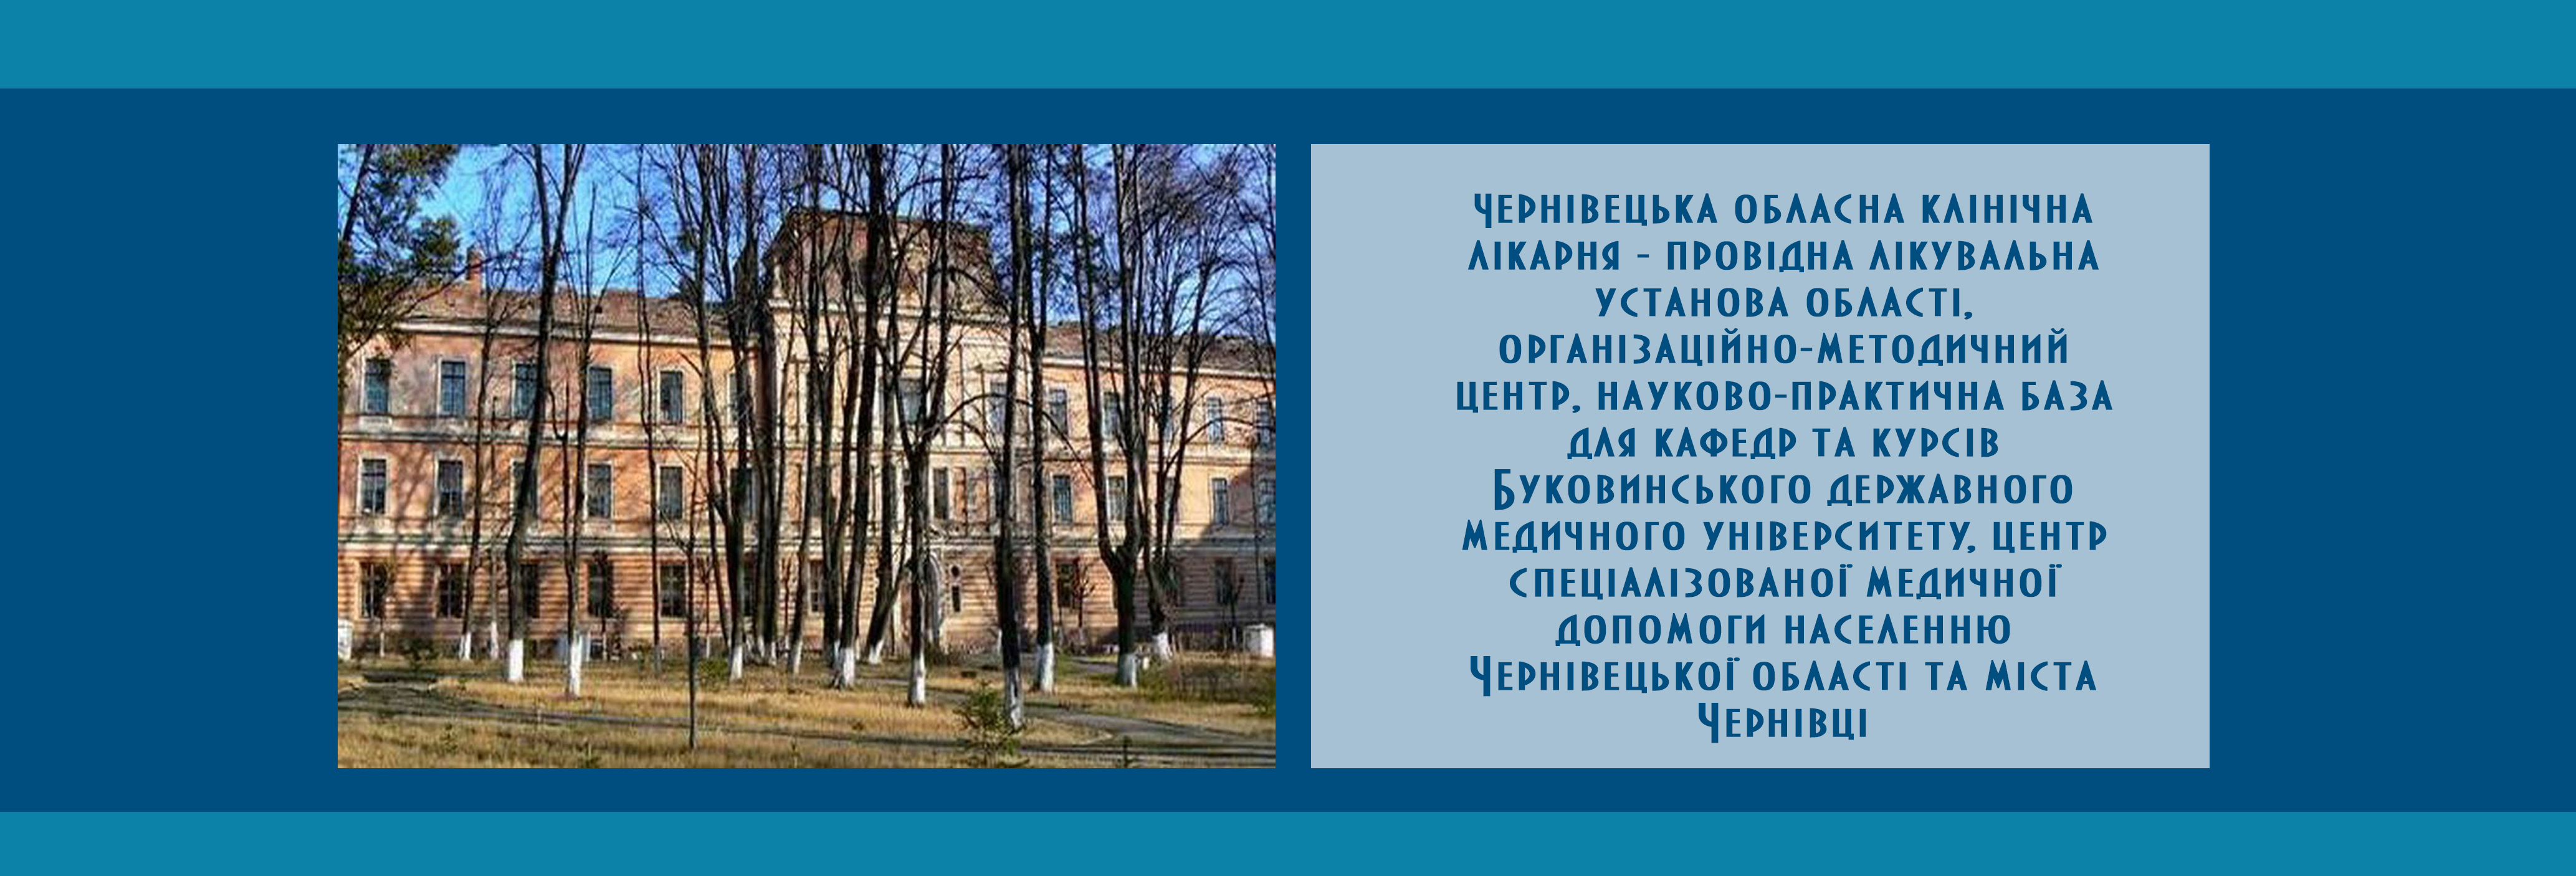 Чернівецька обласна клінічна
лікарня - провідна лікувальна
установа області,
організаційно-методичний
центр, науково-практична база
для кафедр та курсів
Буковинського державного
медичного університету, центр
спеціалізованої медичної
допомоги населенню
Чернівецької області та міста
Чернівці